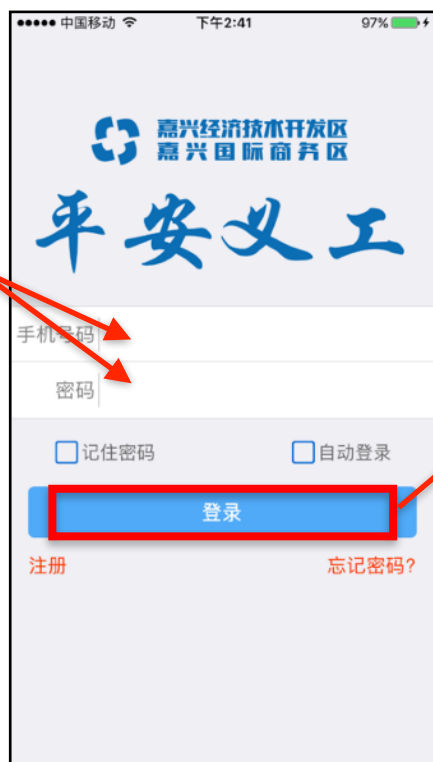 中国移动 下午2:41 97%
嘉兴经济技术开发区
嘉兴国际商务区
平安义工
手机号码
密码
记住密码 自动登录
登录
注册 忘记密码?